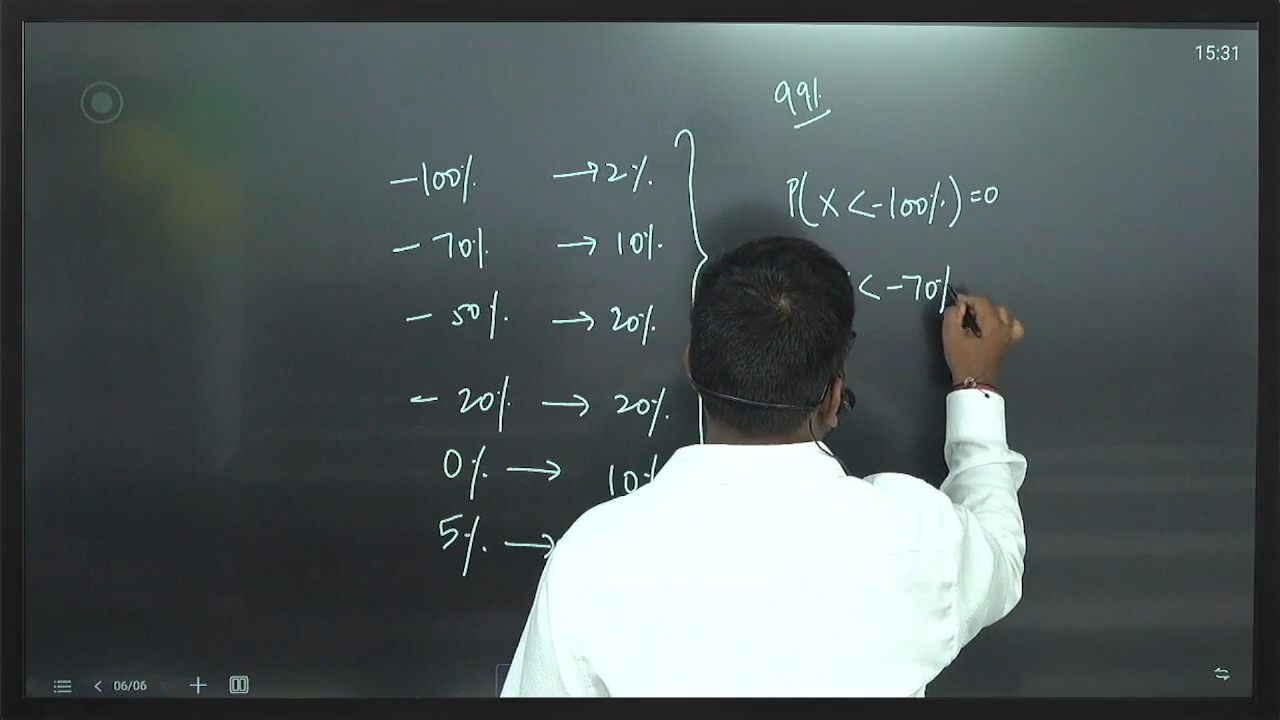 15:31
99%
-100% → 2%
P(X < -100%) = 0
- 70% → 10%
< -70%
- 50% → 20%
- 20% → 20%
0% → 10%
5% →
06/06